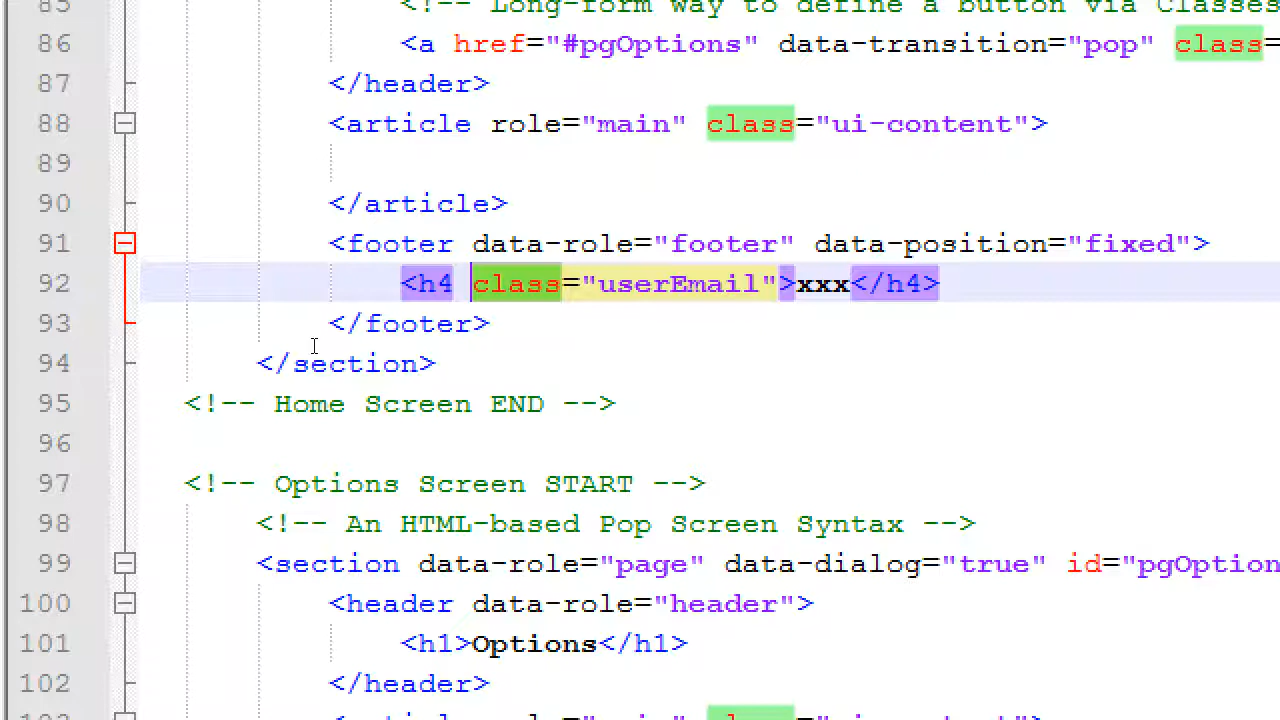 85 <!-- Long-form way to define a button via Classes
86 <a href="#pgOptions" data-transition="pop" class=
87 </header>
88 <article role="main" class="ui-content">
89
90 </article>
91 <footer data-role="footer" data-position="fixed">
92 <h4 class="userEmail">xxx</h4>
93 </footer>
94 </section>
95 <!-- Home Screen END -->
96
97 <!-- Options Screen START -->
98 <!-- An HTML-based Pop Screen Syntax -->
99 <section data-role="page" data-dialog="true" id="pgOption
100 <header data-role="header">
101 <h1>Options</h1>
102 </header>